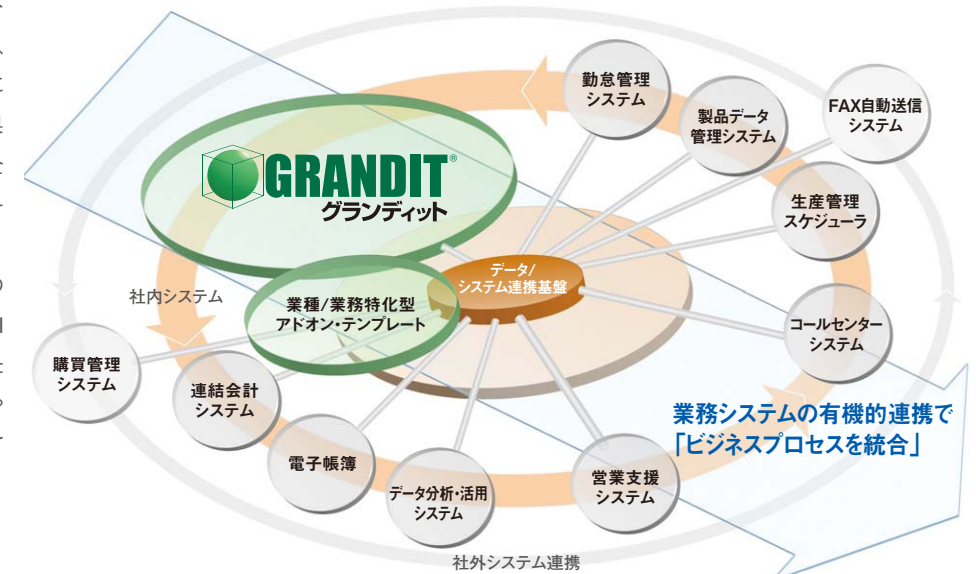 勤怠管理
システム
製品データ
管理システム
FAX自動送信
システム
GRANDIT®
グランディット
生産管理
スケジューラ
データ/
システム連携基盤
社内システム
業種/業務特化型
アドオン・テンプレート
コールセンター
システム
購買管理
システム
連結会計
システム
業務システムの有機的連携で
「ビジネスプロセスを統合」
電子帳簿
データ分析・活用
システム
営業支援
システム
社外システム連携